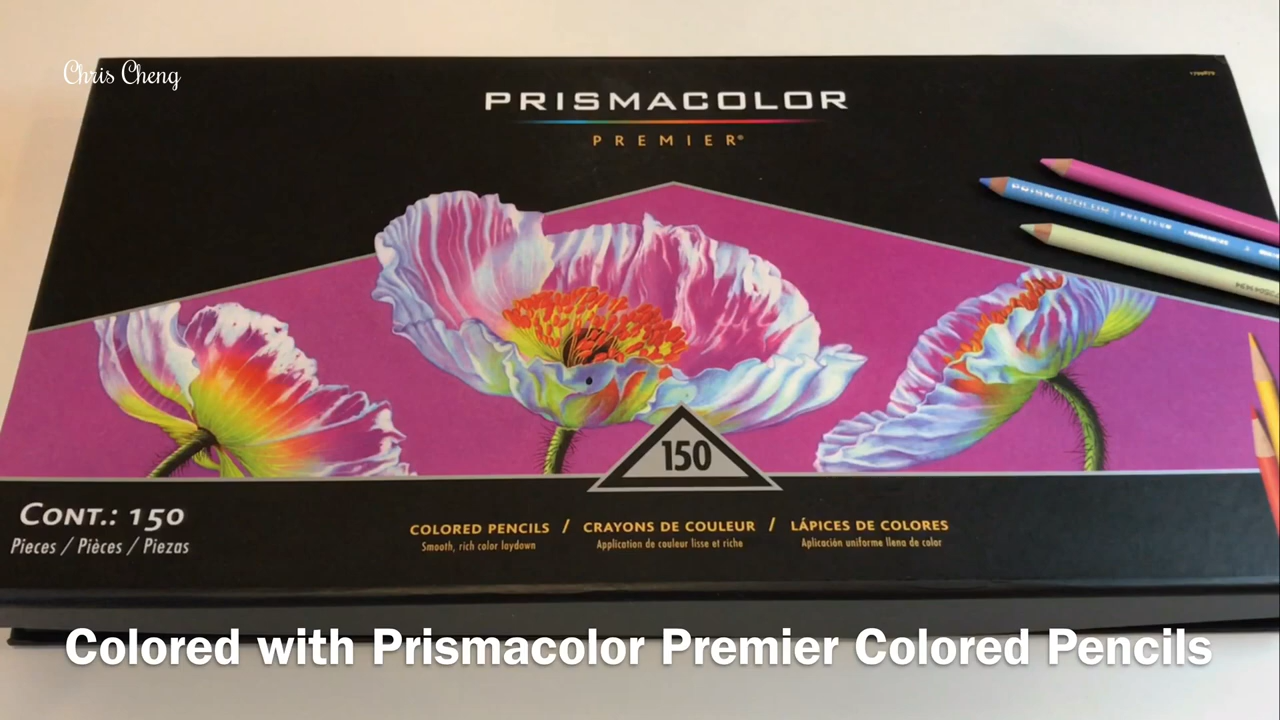 Chris Cheng
PRISMACOLOR
PREMIER®
PRISMACOLOR PREMIER
150
CONT.: 150
Pieces / Pièces / Piezas
COLORED PENCILS / CRAYONS DE COULEUR / LÁPICES DE COLORES
Smooth, rich color laydown Application de couleur lisse et riche Aplicación uniforme llena de color
Colored with Prismacolor Premier Colored Pencils